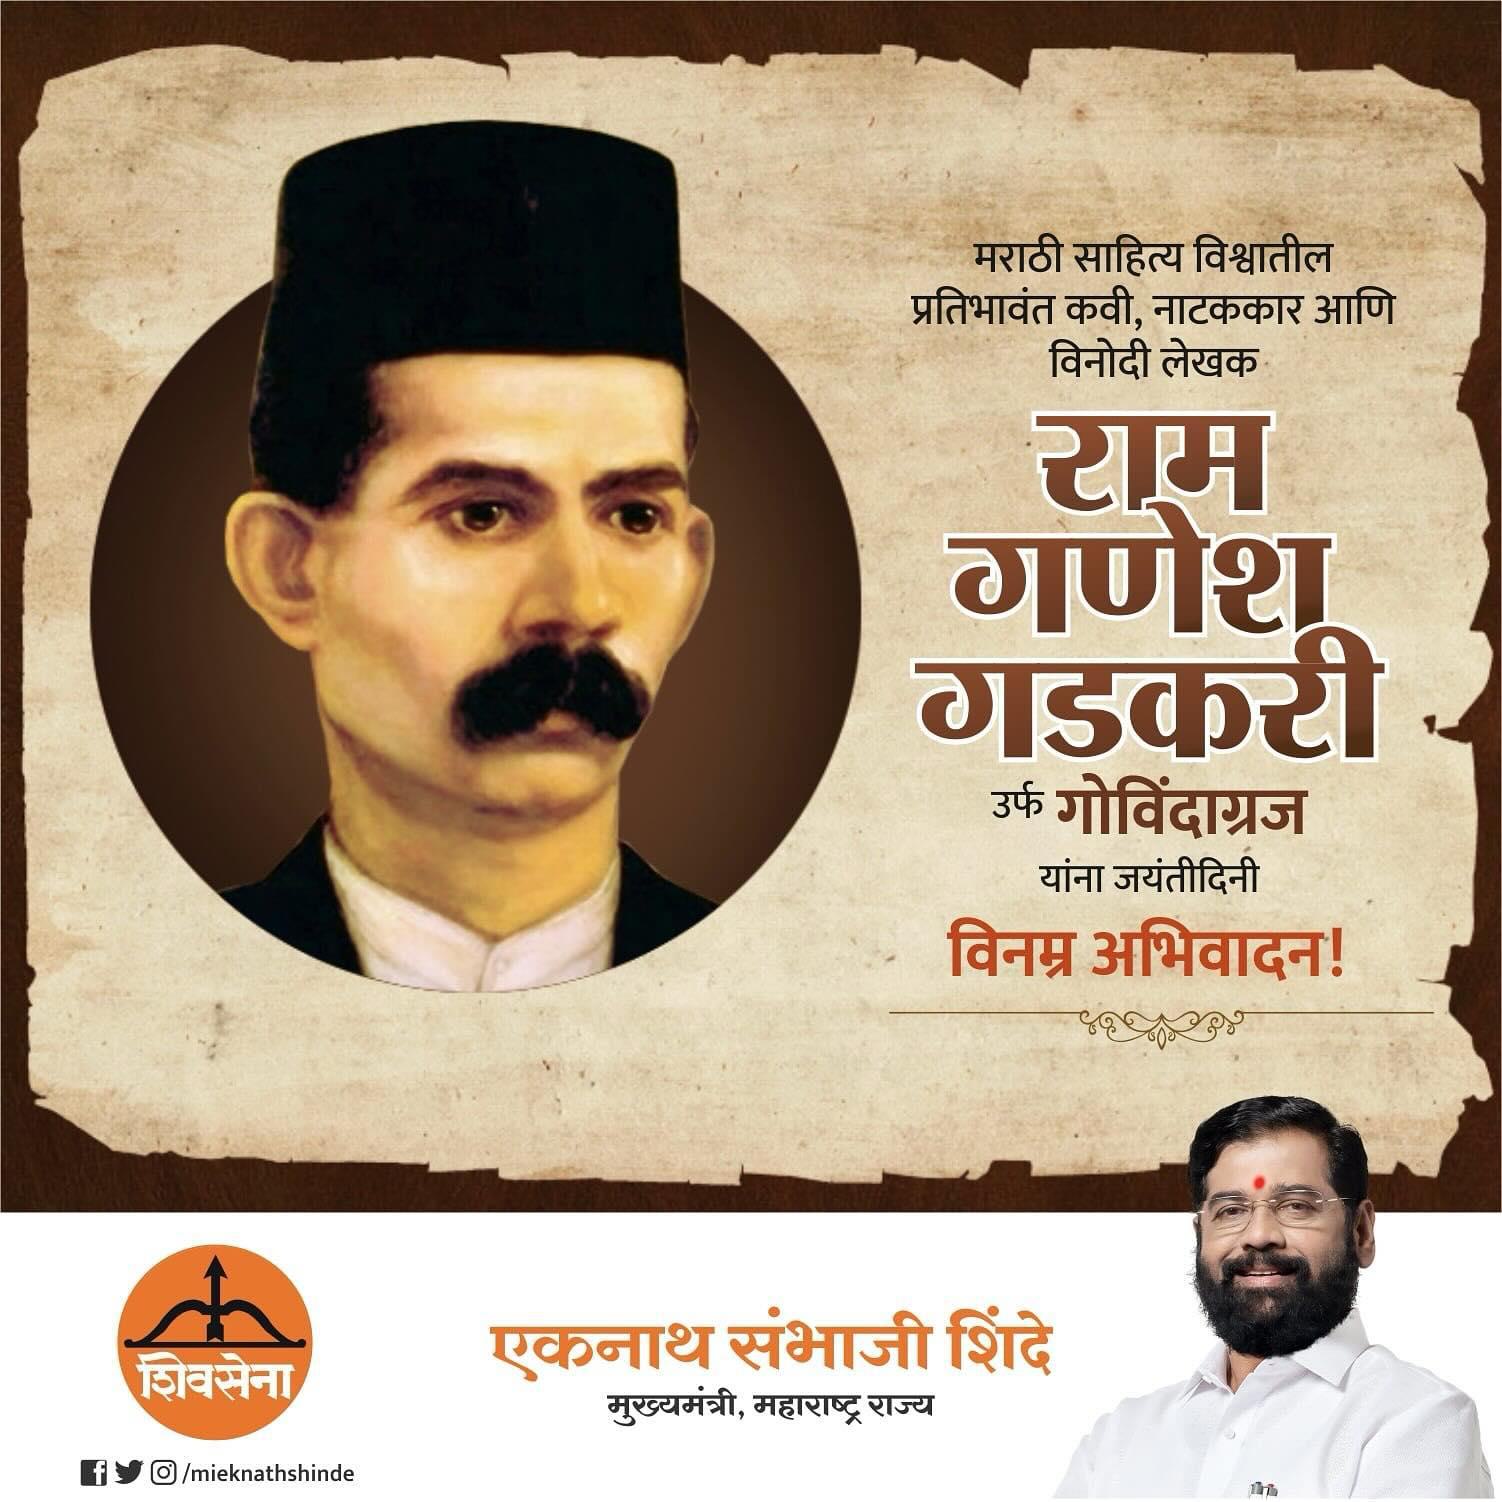 मराठी साहित्य विश्वातील
प्रतिभावंत कवी, नाटककार आणि
विनोदी लेखक
राम
गणेश
गडकरी
उर्फ गोविंदाग्रज
यांना जयंतीदिनी
विनम्र अभिवादन!
शिवसेना
/mieknathshinde
एकनाथ संभाजी शिंदे
मुख्यमंत्री, महाराष्ट्र राज्य